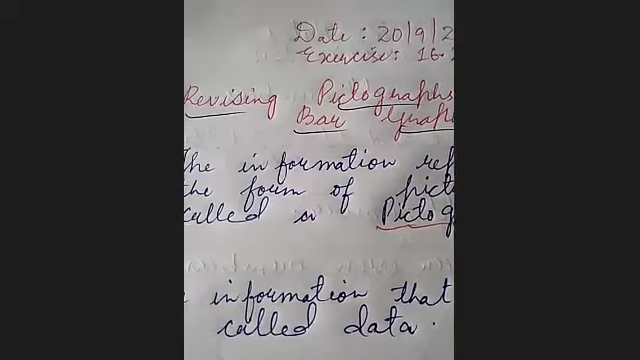 Date : 20/9/2
Exercise: 16.
Revising Pictographs
Bar Graph
The information rep
the form of pict
called a Pictog
information that
called data.